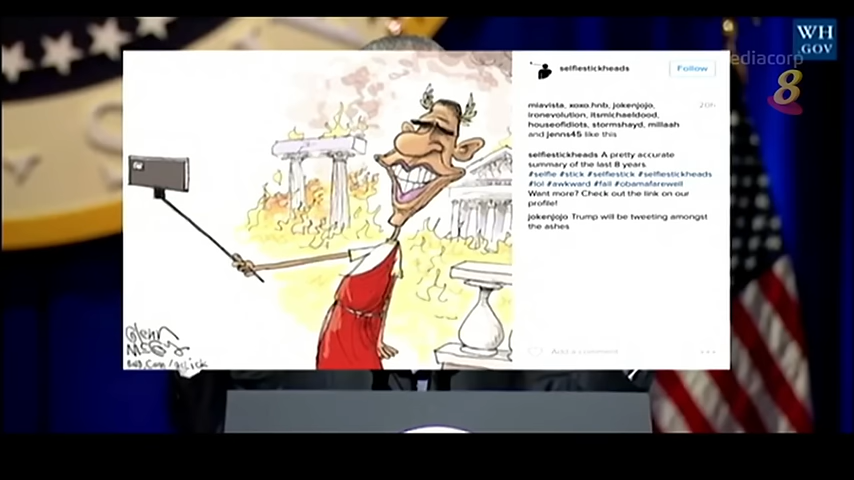 WH
.GOV
ediacorp
8
selfiestickheads
Follow
miavista, xoxo.hnb, jokenjojo,
20h
ironevolution, itsmichaeldood,
houseofidiots, stormshayd, millaah
and jenns45 like this
selfiestickheads A pretty accurate
summary of the last 8 years
#selfie #stick #selfiestick #selfiestickheads
#lol #awkward #fail #obamafarewell
Want more? Check out the link on our
profile!
jokenjojo Trump will be tweeting amongst
the ashes
Add a comment
Glenn